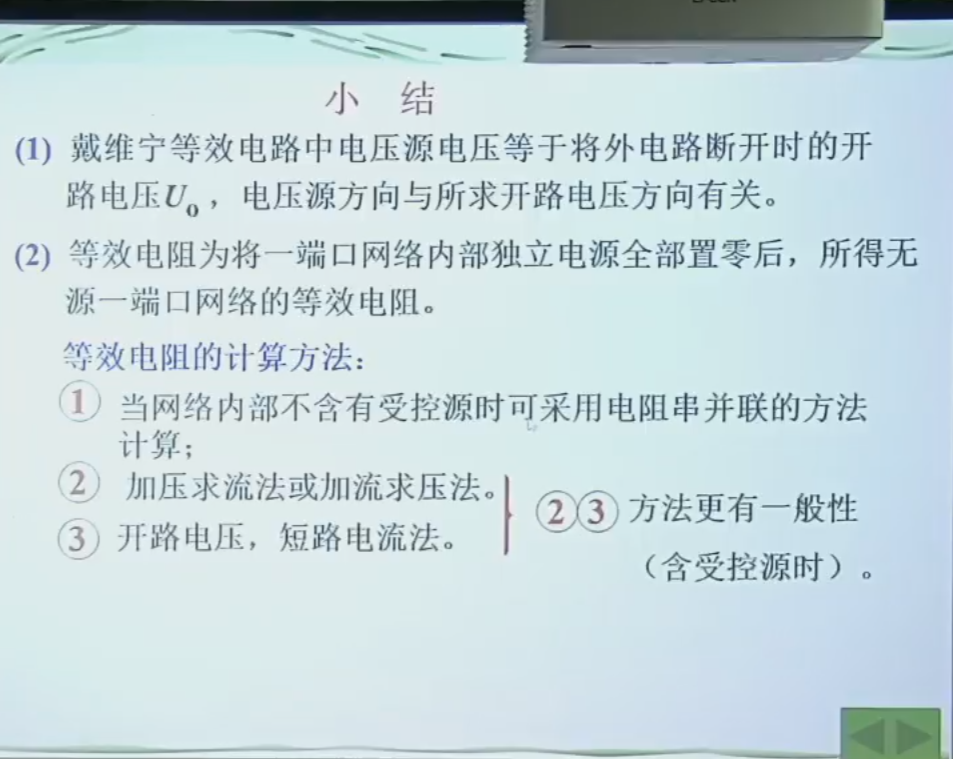 小 结
(1) 戴维宁等效电路中电压源电压等于将外电路断开时的开
路电压U₀，电压源方向与所求开路电压方向有关。
(2) 等效电阻为将一端口网络内部独立电源全部置零后，所得无
源一端口网络的等效电阻。
等效电阻的计算方法：
① 当网络内部不含有受控源时可采用电阻串并联的方法
计算；
② 加压求流法或加流求压法。
③ 开路电压，短路电流法。
②③ 方法更有一般性
（含受控源时）。